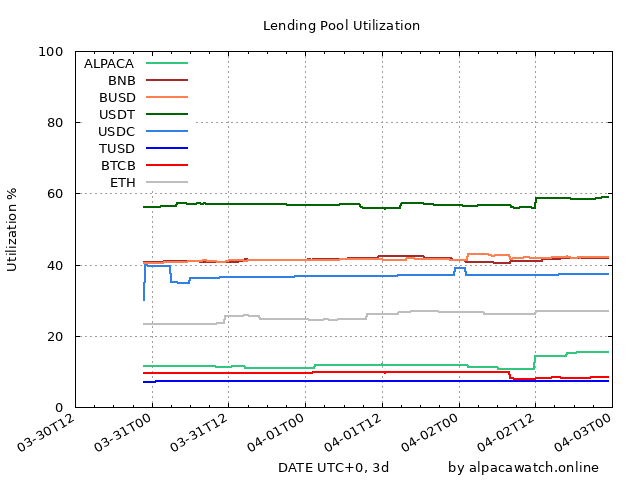 Lending Pool Utilization
100
80
60
40
20
0
Utilization %
ALPACA
BNB
BUSD
USDT
USDC
TUSD
BTCB
ETH
03-30T12
03-31T00
03-31T12
04-01T00
04-01T12
04-02T00
04-02T12
04-03T00
DATE UTC+0, 3d
by alpacawatch.online